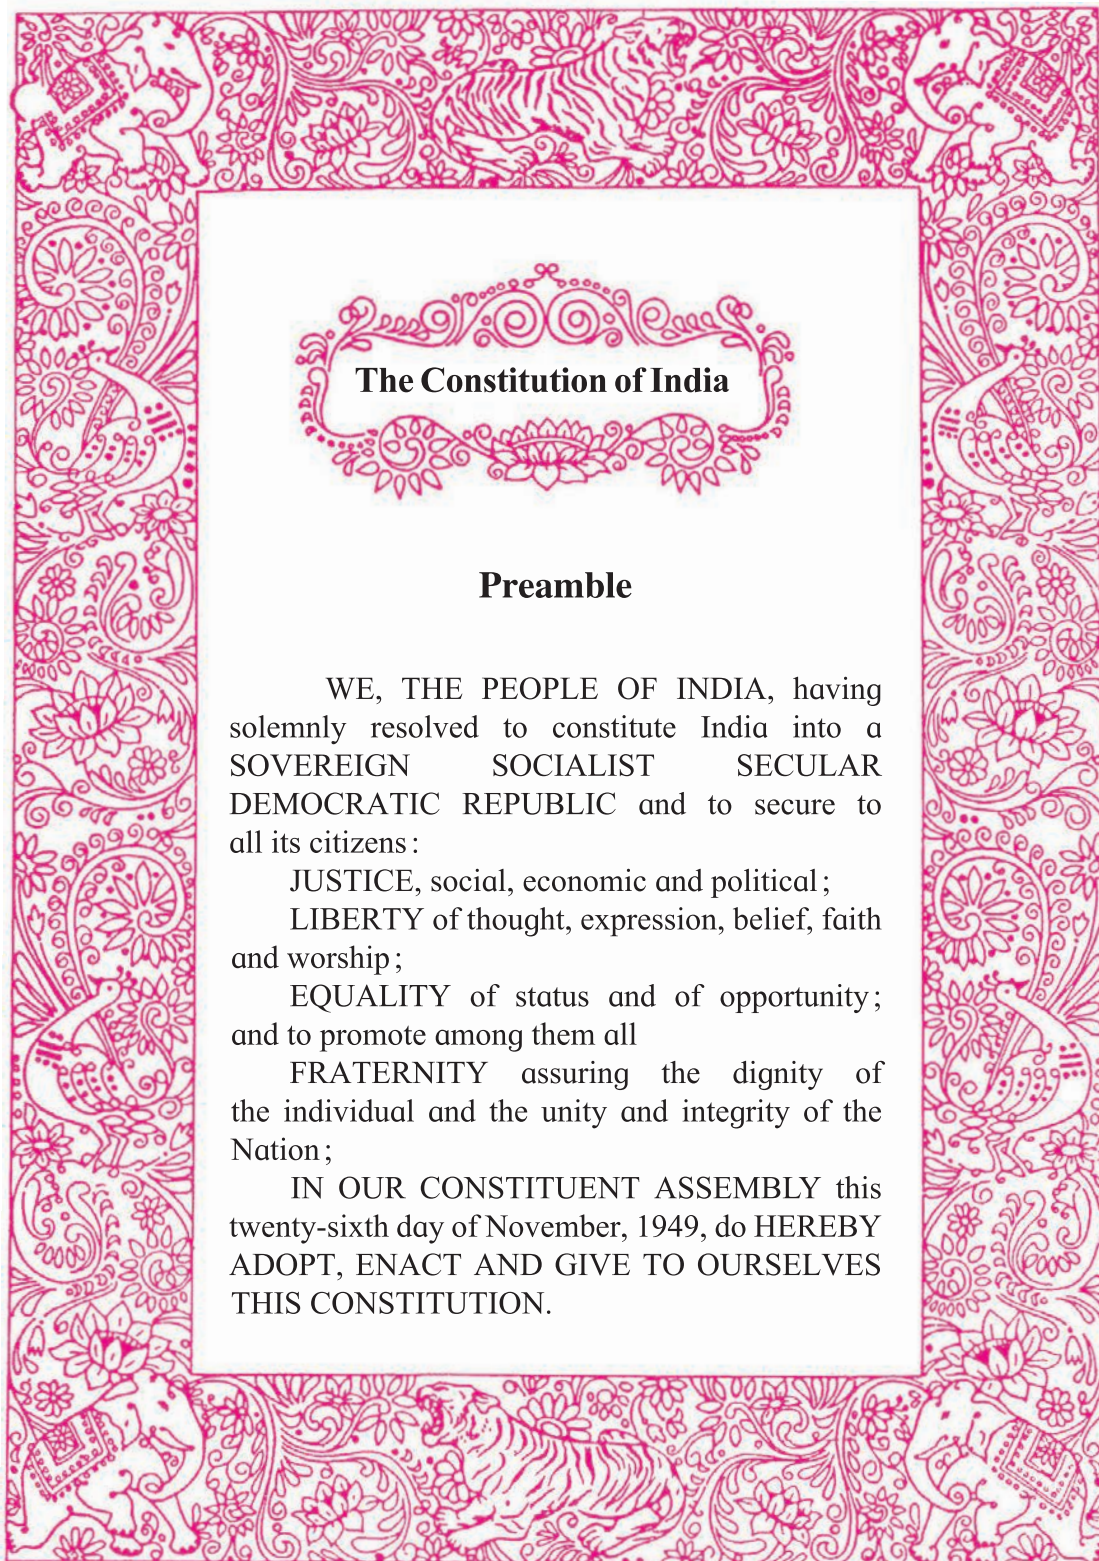 The Constitution of India
Preamble
WE, THE PEOPLE OF INDIA, having
solemnly resolved to constitute India into a
SOVEREIGN SOCIALIST SECULAR
DEMOCRATIC REPUBLIC and to secure to
all its citizens :
JUSTICE, social, economic and political ;
LIBERTY of thought, expression, belief, faith
and worship ;
EQUALITY of status and of opportunity ;
and to promote among them all
FRATERNITY assuring the dignity of
the individual and the unity and integrity of the
Nation ;
IN OUR CONSTITUENT ASSEMBLY this
twenty-sixth day of November, 1949, do HEREBY
ADOPT, ENACT AND GIVE TO OURSELVES
THIS CONSTITUTION.